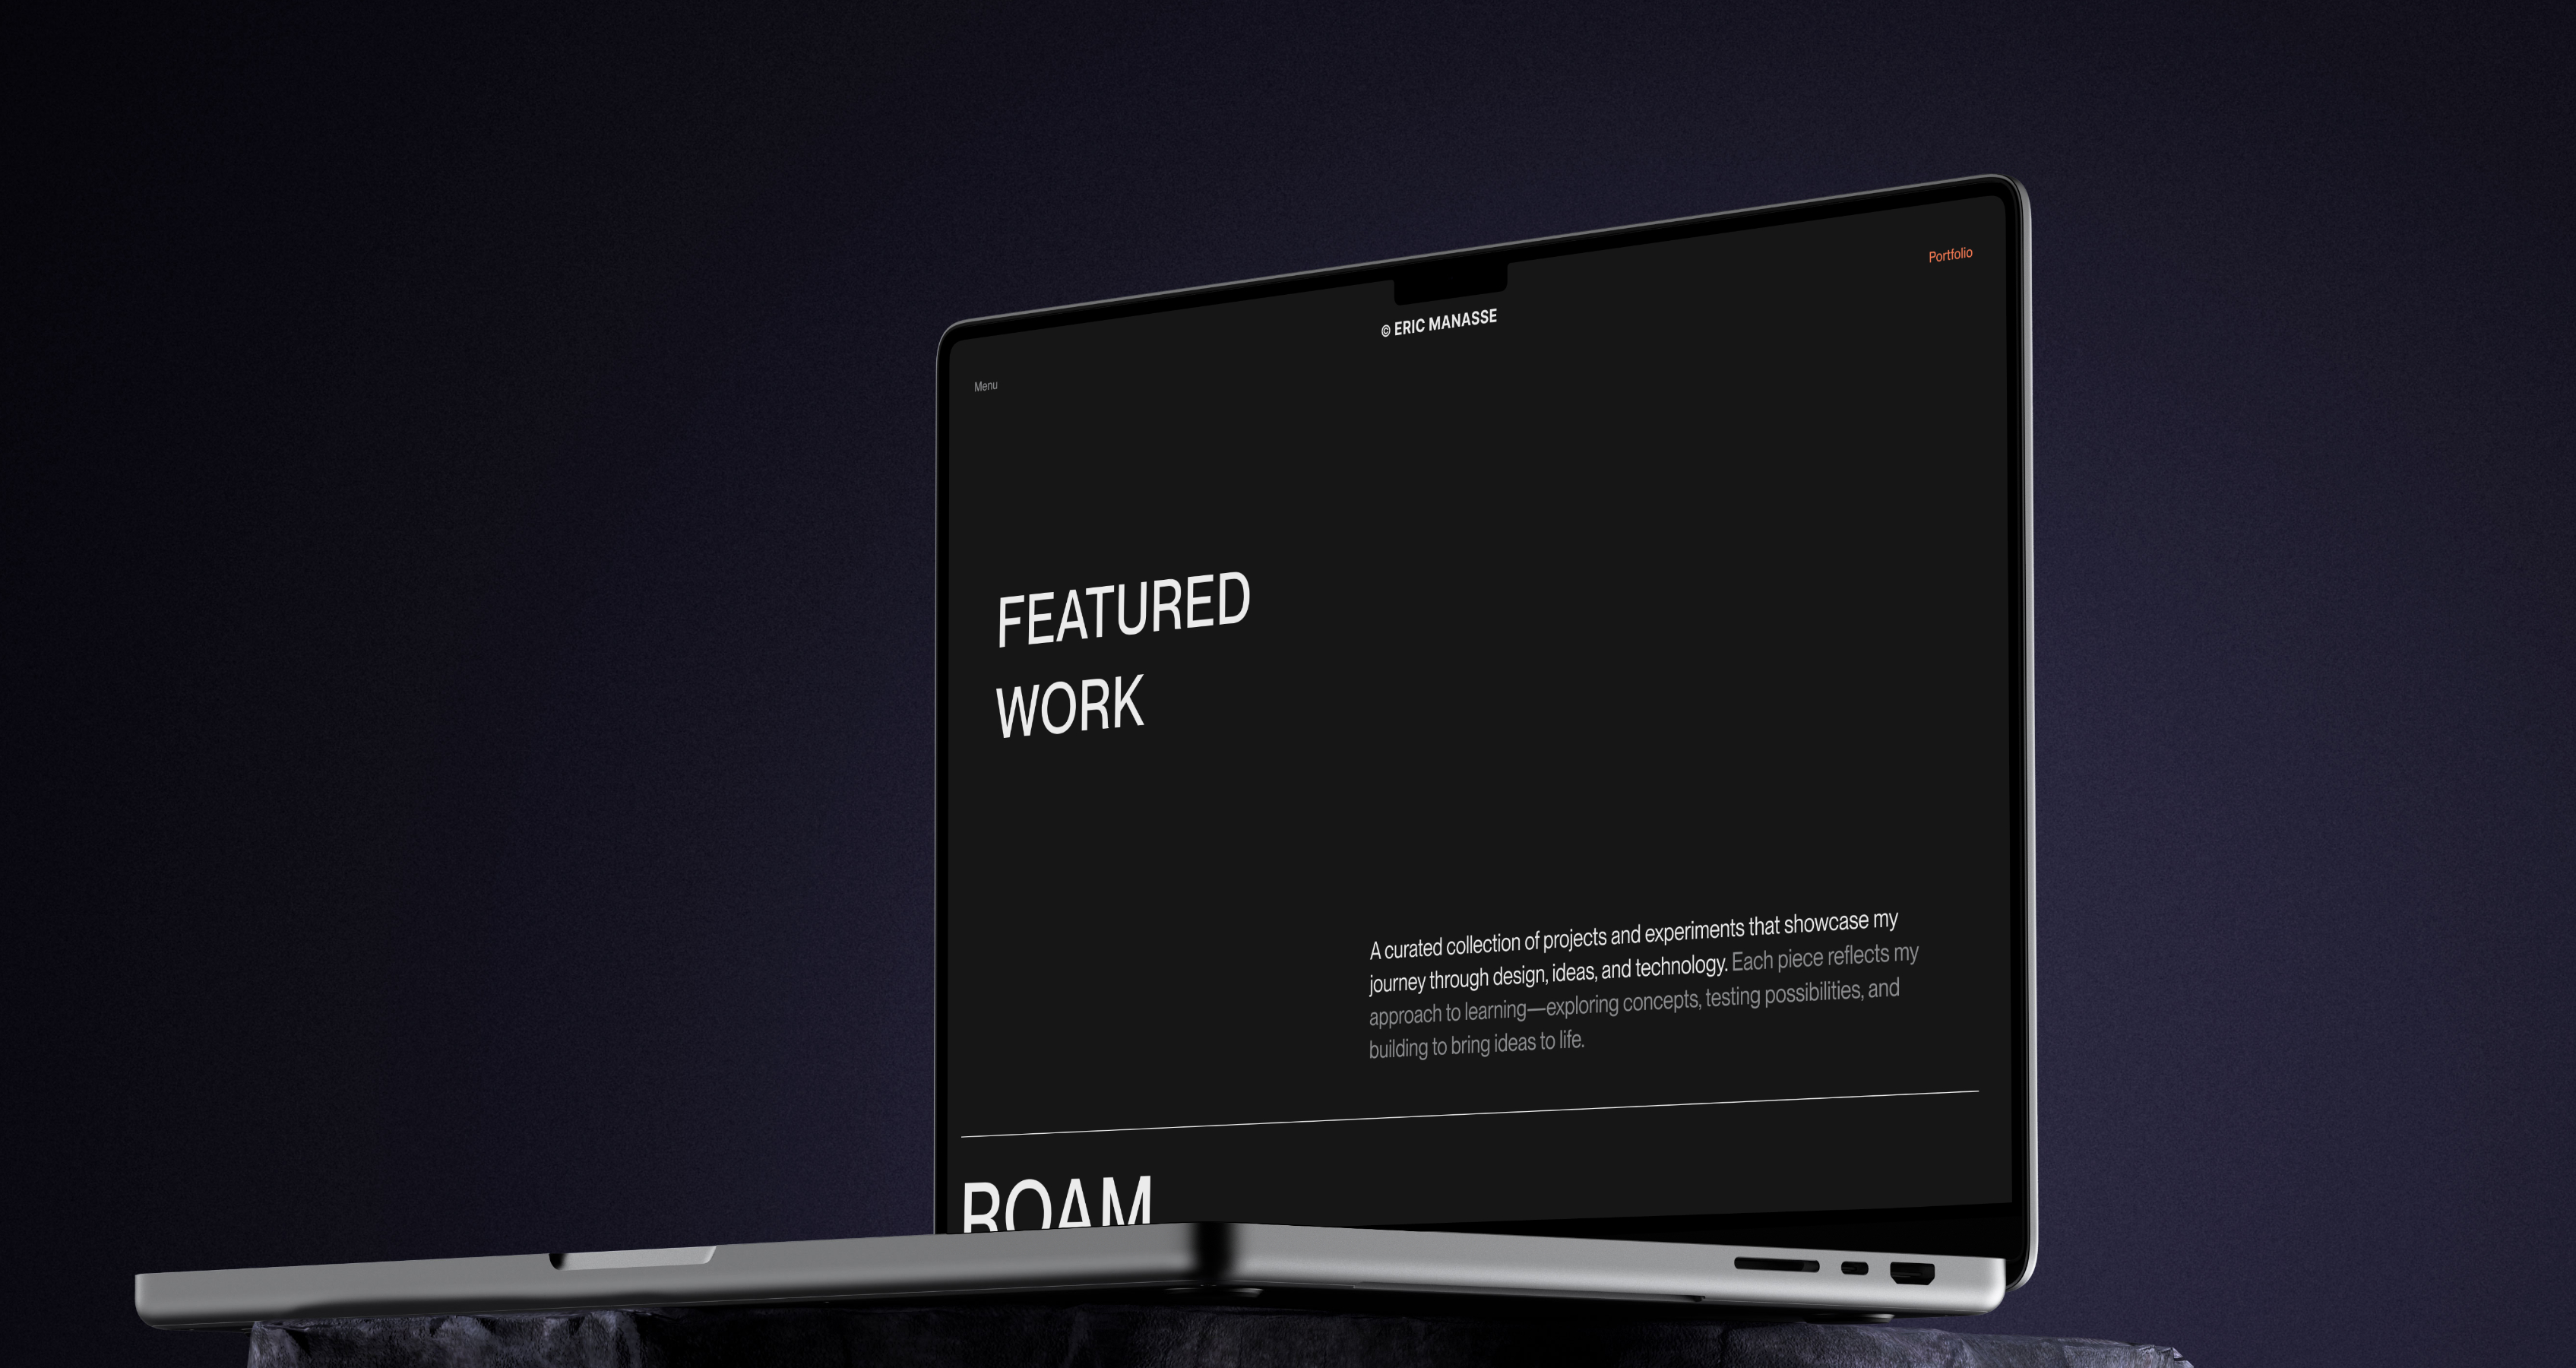 © ERIC MANASSE
Portfolio
Menu
FEATURED
WORK
A curated collection of projects and experiments that showcase my
journey through design, ideas, and technology. Each piece reflects my
approach to learning—exploring concepts, testing possibilities, and
building to bring ideas to life.
ROAM